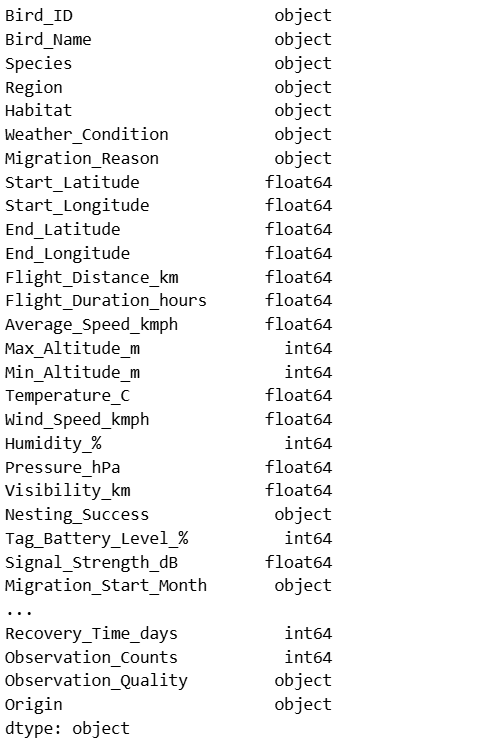 Bird_ID                      object
Bird_Name                    object
Species                      object
Region                       object
Habitat                      object
Weather_Condition            object
Migration_Reason             object
Start_Latitude              float64
Start_Longitude             float64
End_Latitude                float64
End_Longitude               float64
Flight_Distance_km          float64
Flight_Duration_hours       float64
Average_Speed_kmph          float64
Max_Altitude_m                int64
Min_Altitude_m                int64
Temperature_C               float64
Wind_Speed_kmph             float64
Humidity_%                    int64
Pressure_hPa                float64
Visibility_km               float64
Nesting_Success              object
Tag_Battery_Level_%           int64
Signal_Strength_dB          float64
Migration_Start_Month        object
...
Recovery_Time_days            int64
Observation_Counts            int64
Observation_Quality          object
Origin                       object
dtype: object